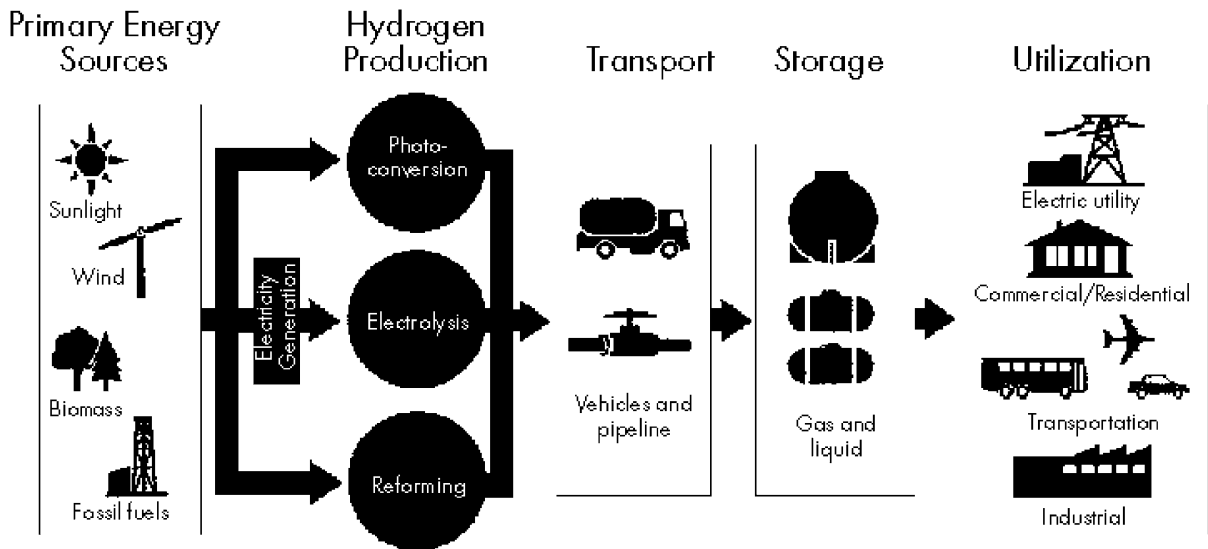 Primary Energy
Sources
Hydrogen
Production
Transport
Storage
Utilization
Sunlight
Wind
Biomass
Fossil fuels
Electricity
Generation
Photo-
conversion
Electrolysis
Reforming
Vehicles and
pipeline
Gas and
liquid
Electric utility
Commercial/Residential
Transportation
Industrial